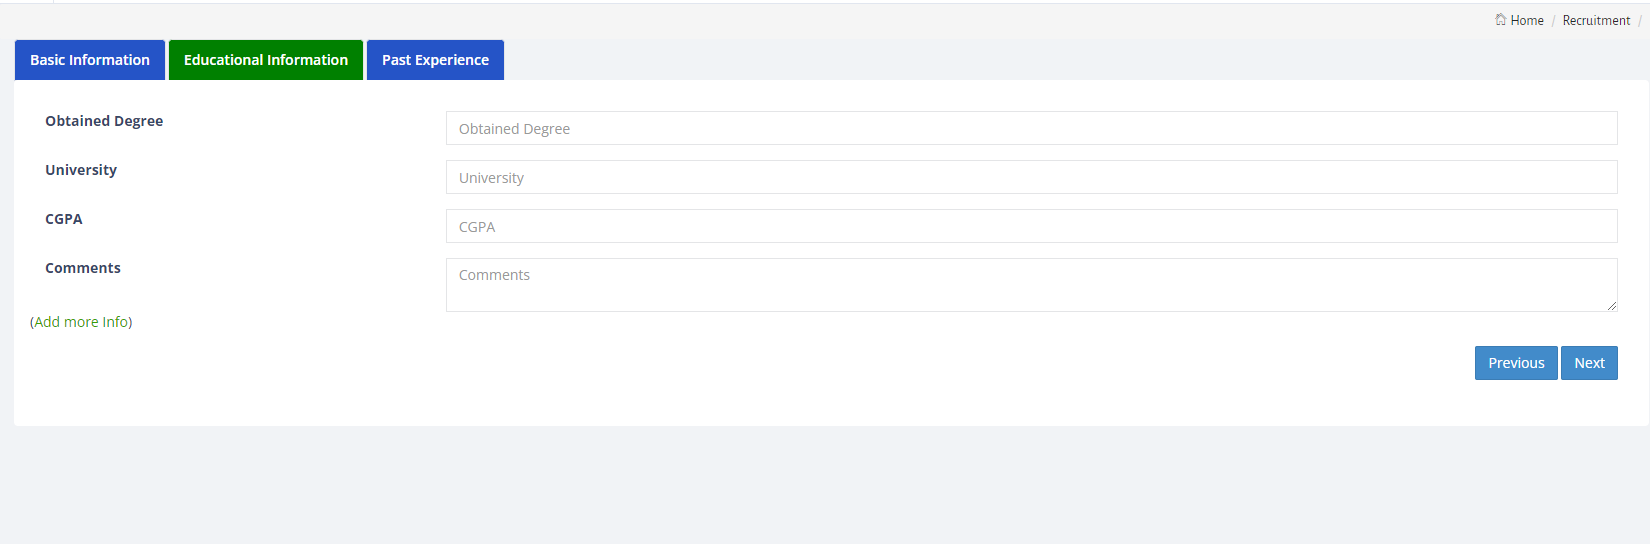 Home / Recruitment /
Basic Information Educational Information Past Experience
Obtained Degree Obtained Degree
University University
CGPA CGPA
Comments Comments
(Add more Info)
Previous Next